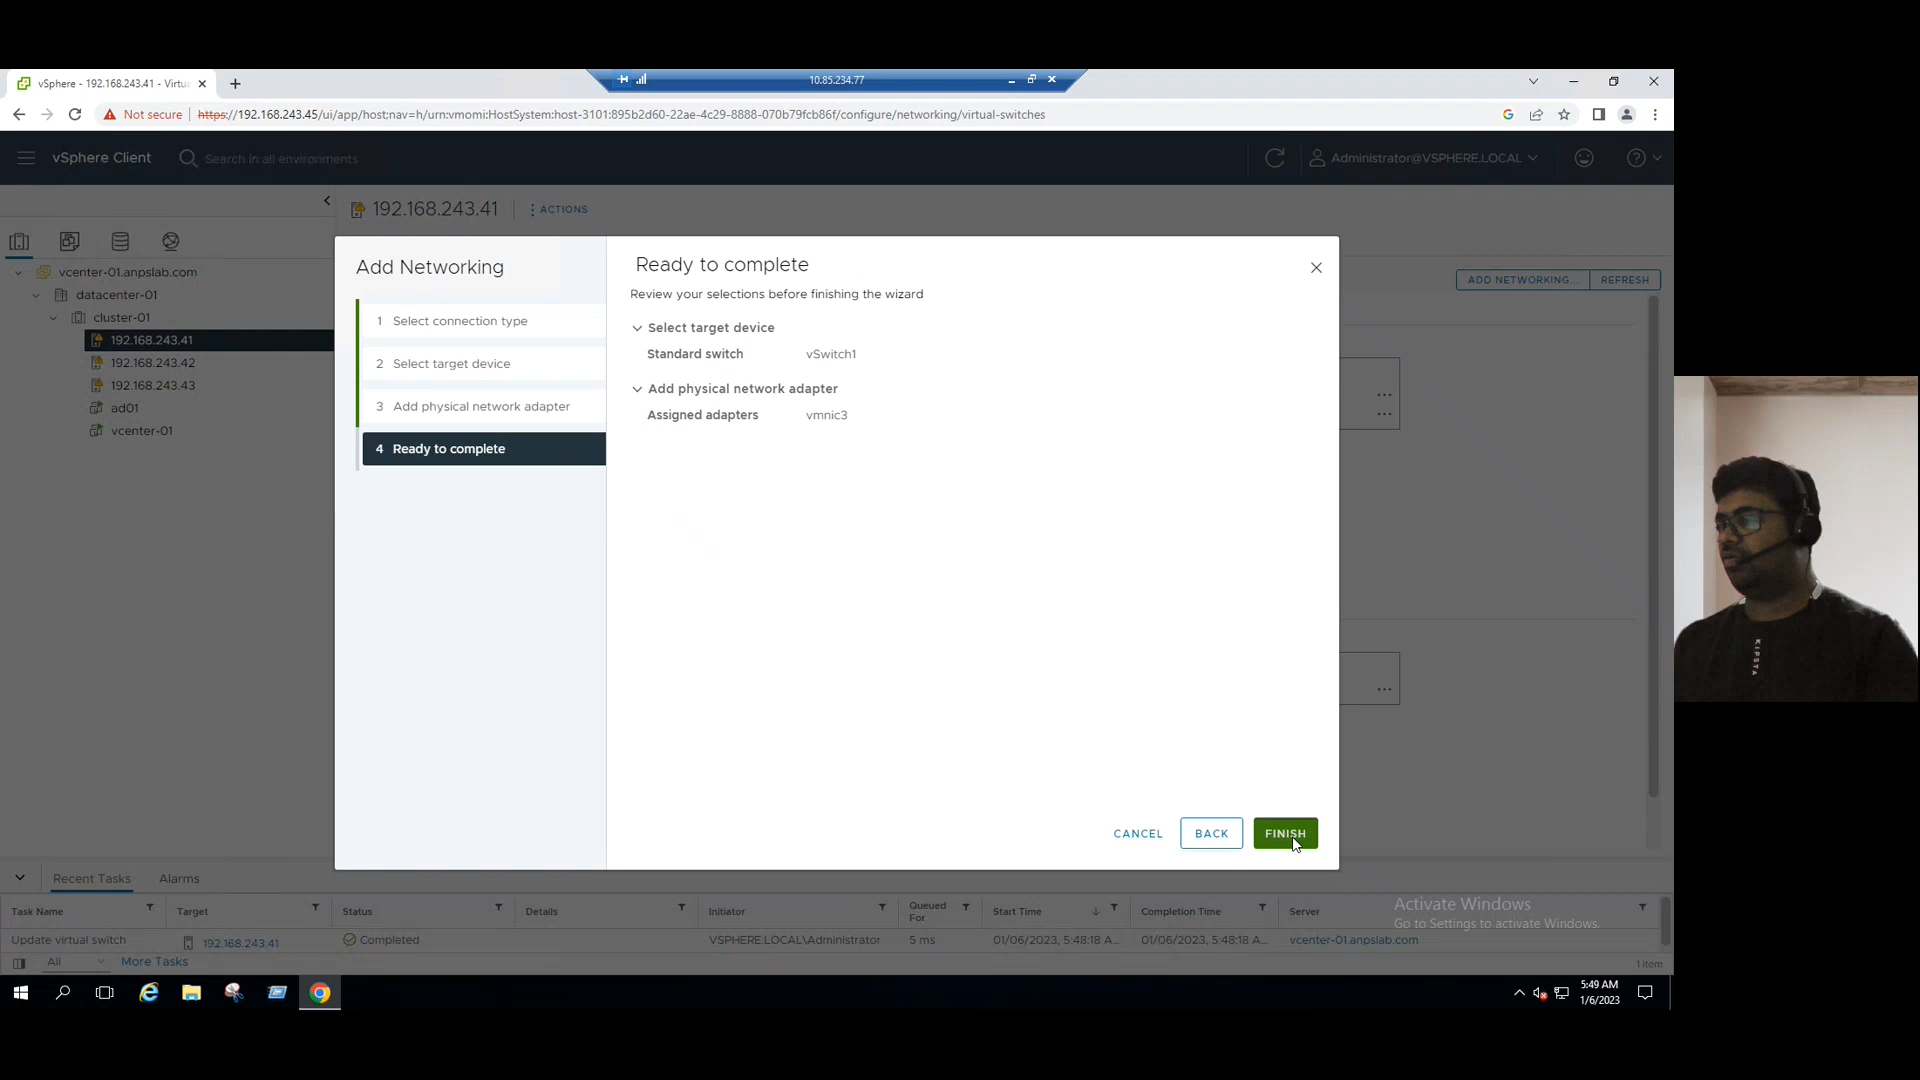 vSphere - 192.168.243.41 - Virtua
10.85.234.77
Not secure
https://192.168.243.45/ui/app/host;nav=h/urn:vmomi:HostSystem:host-3101:895b2d60-22ae-4c29-8888-070b79fcb86f/configure/networking/virtual-switches
vSphere Client
Search in all environments
Administrator@VSPHERE.LOCAL
192.168.243.41
ACTIONS
vcenter-01.anpslab.com
datacenter-01
cluster-01
192.168.243.41
192.168.243.42
192.168.243.43
ad01
vcenter-01
ADD NETWORKING...
REFRESH
Add Networking
1 Select connection type
2 Select target device
3 Add physical network adapter
4 Ready to complete
Ready to complete
Review your selections before finishing the wizard
Select target device
Standard switch vSwitch1
Add physical network adapter
Assigned adapters vmnic3
CANCEL
BACK
FINISH
Recent Tasks
Alarms
Task Name
Target
Status
Details
Initiator
Queued
For
Start Time
Completion Time
Server
Update virtual switch
192.168.243.41
Completed
VSPHERE.LOCAL\Administrator
5 ms
01/06/2023, 5:48:18 A...
01/06/2023, 5:48:18 A...
vcenter-01.anpslab.com
All
More Tasks
1 item
Activate Windows
Go to Settings to activate Windows.
5:49 AM
1/6/2023
KIPSTA